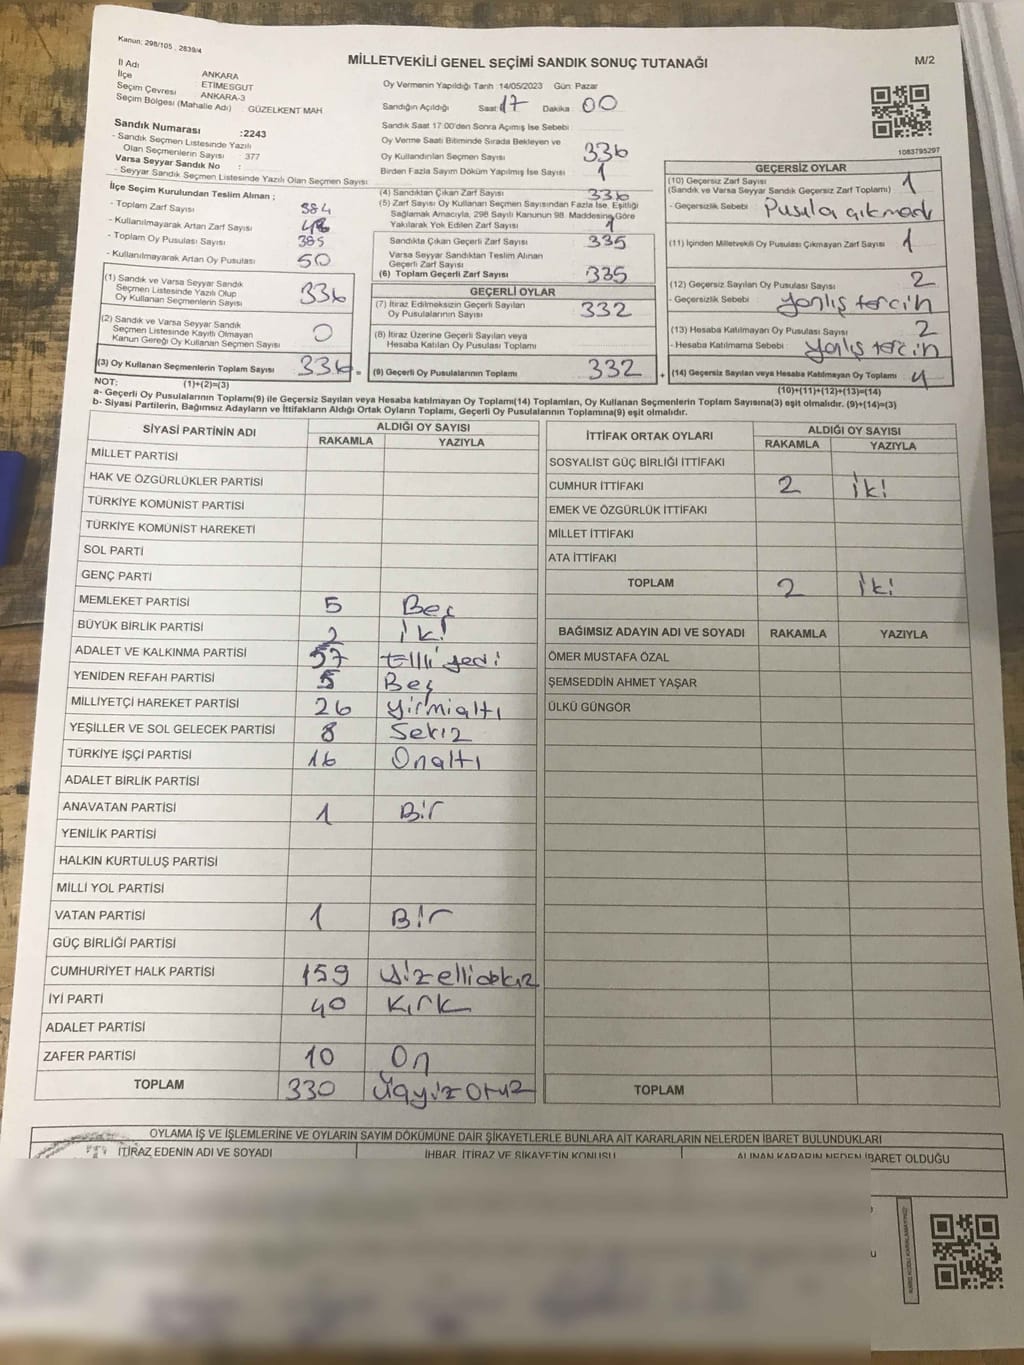 Kanun: 298/105 , 2839/4
MİLLETVEKİLİ GENEL SEÇİMİ SANDIK SONUÇ TUTANAĞI
M/2
İl Adı ANKARA
İlçe ETİMESGUT
Seçim Çevresi ANKARA-3
Seçim Bölgesi (Mahalle Adı) GÜZELKENT MAH
Sandık Numarası :2243
- Sandık Seçmen Listesinde Yazılı
Olan Seçmenlerin Sayısı : 377
Varsa Seyyar Sandık No :
- Seyyar Sandık Seçmen Listesinde Yazılı Olan Seçmen Sayısı:
Oy Vermenin Yapıldığı Tarih 14/05/2023 Gün: Pazar
Sandığın Açıldığı Saat 17 Dakika 00
Sandık Saat 17:00'den Sonra Açımış İse Sebebi
Oy Verme Saati Bitiminde Sırada Bekleyen ve
Oy Kullandırılan Seçmen Sayısı 336
Birden Fazla Sayım Döküm Yapılmış İse Sayısı 1
1083795297
İlçe Seçim Kurulundan Teslim Alınan ;
- Toplam Zarf Sayısı 384
- Kullanılmayarak Artan Zarf Sayısı 48
- Toplam Oy Pusulası Sayısı 385
- Kullanılmayarak Artan Oy Pusulası 50
(1) Sandık ve Varsa Seyyar Sandık
Seçmen Listesinde Yazılı Olup
Oy Kullanan Seçmenlerin Sayısı 336
(2) Sandık ve Varsa Seyyar Sandık
Seçmen Listesinde Kayıtlı Olmayan
Kanun Gereği Oy Kullanan Seçmen Sayısı 0
(3) Oy Kullanan Seçmenlerin Toplam Sayısı 336 =
(4) Sandıktan Çıkan Zarf Sayısı 336
(5) Zarf Sayısı Oy Kullanan Seçmen Sayısından Fazla İse, Eşitliği
Sağlamak Amacıyla, 298 Sayılı Kanunun 98. Maddesine Göre
Yakılarak Yok Edilen Zarf Sayısı 1
Sandıkta Çıkan Geçerli Zarf Sayısı 335
Varsa Seyyar Sandıktan Teslim Alınan
Geçerli Zarf Sayısı
(6) Toplam Geçerli Zarf Sayısı 335
GEÇERLİ OYLAR
(7) İtiraz Edilmeksizin Geçerli Sayılan
Oy Pusulalarının Sayısı 332
(8) İtiraz Üzerine Geçerli Sayılan veya
Hesaba Katılan Oy Pusulası Toplamı
(9) Geçerli Oy Pusulalarının Toplamı 332 +
GEÇERSİZ OYLAR
(10) Geçersiz Zarf Sayısı
(Sandık ve Varsa Seyyar Sandık Geçersiz Zarf Toplamı) 1
- Geçersizlik Sebebi Pusula çıkmadı
(11) İçinden Milletvekili Oy Pusulası Çıkmayan Zarf Sayısı 1
(12) Geçersiz Sayılan Oy Pusulası Sayısı 2
- Geçersizlik Sebebi yanlış tercih
(13) Hesaba Katılmayan Oy Pusulası Sayısı 2
- Hesaba Katılmama Sebebi : yanlış tercih
(14) Geçersiz Sayılan veya Hesaba Katılmayan Oy Toplamı 4
NOT: (1)+(2)=(3)
(10)+(11)+(12)+(13)=(14)
a- Geçerli Oy Pusulalarının Toplamı(9) ile Geçersiz Sayılan veya Hesaba katılmayan Oy Toplamı(14) Toplamları, Oy Kullanan Seçmenlerin Toplam Sayısına(3) eşit olmalıdır. (9)+(14)=(3)
b- Siyasi Partilerin, Bağımsız Adayların ve İttifakların Aldığı Ortak Oyların Toplamı, Geçerli Oy Pusulalarının Toplamına(9) eşit olmalıdır.
SİYASİ PARTİNİN ADI ALDIĞI OY SAYISI
RAKAMLA YAZIYLA
MİLLET PARTİSİ
HAK VE ÖZGÜRLÜKLER PARTİSİ
TÜRKİYE KOMÜNİST PARTİSİ
TÜRKİYE KOMÜNİST HAREKETİ
SOL PARTİ
GENÇ PARTİ
MEMLEKET PARTİSİ 5 Beş
BÜYÜK BİRLİK PARTİSİ 2 iki
ADALET VE KALKINMA PARTİSİ 57 Elli yedi
YENİDEN REFAH PARTİSİ 5 Beş
MİLLİYETÇİ HAREKET PARTİSİ 26 yirmialtı
YEŞİLLER VE SOL GELECEK PARTİSİ 8 Sekiz
TÜRKİYE İŞÇİ PARTİSİ 16 Onaltı
ADALET BİRLİK PARTİSİ
ANAVATAN PARTİSİ 1 Bir
YENİLİK PARTİSİ
HALKIN KURTULUŞ PARTİSİ
MİLLİ YOL PARTİSİ
VATAN PARTİSİ 1 Bir
GÜÇ BİRLİĞİ PARTİSİ
CUMHURİYET HALK PARTİSİ 159
İYİ PARTİ 40 Kırk
ADALET PARTİSİ
ZAFER PARTİSİ 10 On
TOPLAM 330 Üçyüz Otuz
İTTİFAK ORTAK OYLARI ALDIĞI OY SAYISI
RAKAMLA YAZIYLA
SOSYALİST GÜÇ BİRLİĞİ İTTİFAKI
CUMHUR İTTİFAKI 2 iki
EMEK VE ÖZGÜRLÜK İTTİFAKI
MİLLET İTTİFAKI
ATA İTTİFAKI
TOPLAM 2 iki
BAĞIMSIZ ADAYIN ADI VE SOYADI RAKAMLA YAZIYLA
ÖMER MUSTAFA ÖZAL
ŞEMSEDDİN AHMET YAŞAR
ÜLKÜ GÜNGÖR
TOPLAM
OYLAMA İŞ VE İŞLEMLERİNE VE OYLARIN SAYIM DÖKÜMÜNE DAİR ŞİKAYETLERLE BUNLARA AİT KARARLARIN NELERDEN İBARET BULUNDUKLARI
İTİRAZ EDENİN ADI VE SOYADI
İHBAR, İTİRAZ VE ŞİKAYETİN KONUSU
ALINAN KARARIN NEDEN İBARET OLDUĞU